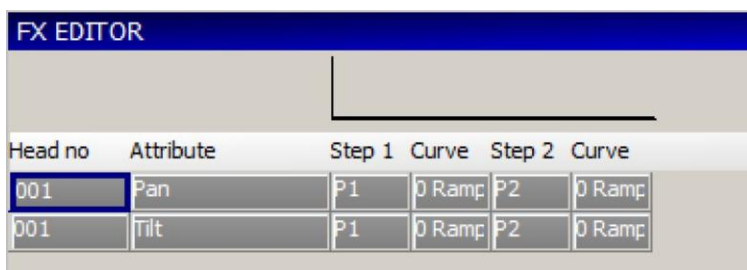 FX EDITOR
Head no Attribute Step 1 Curve Step 2 Curve
001 Pan P1 0 Ramp P2 0 Ramp
001 Tilt P1 0 Ramp P2 0 Ramp